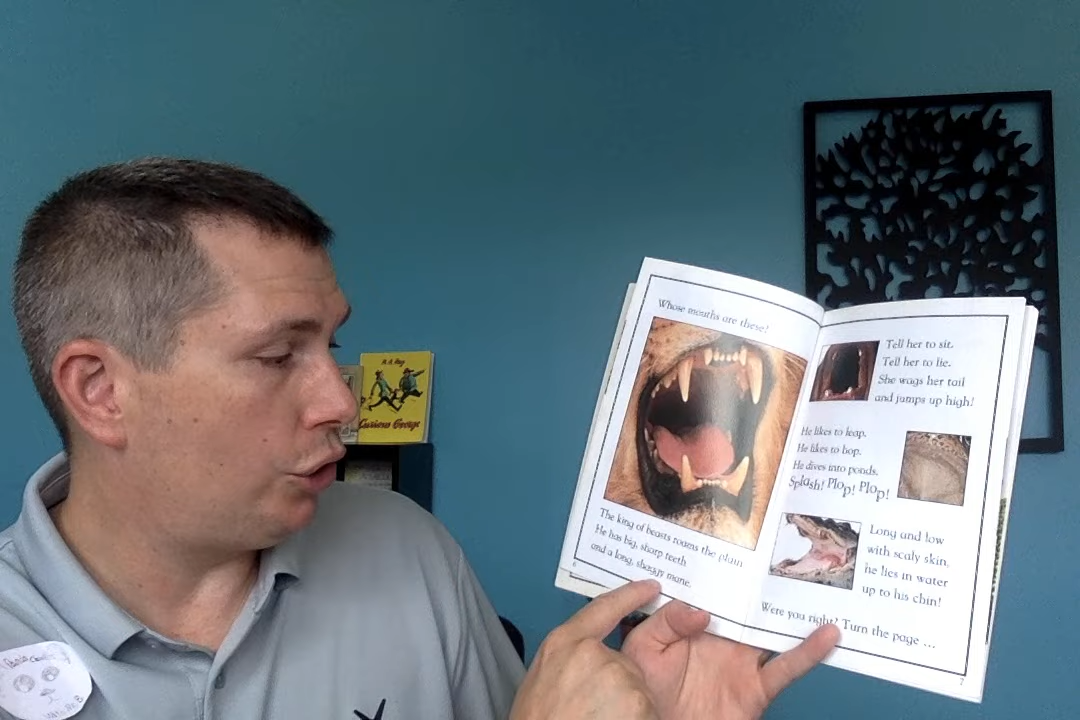 H. A. Rey
Curious George
Whose mouths are these?
The king of beasts roams the plain
He has big, sharp teeth
and a long, shaggy mane.
6
Tell her to sit.
Tell her to lie.
She wags her tail
and jumps up high!
He likes to leap.
He likes to hop.
He dives into ponds.
Splash! Plop! Plop!
Long and low
with scaly skin,
he lies in water
up to his chin!
Were you right? Turn the page ...
7